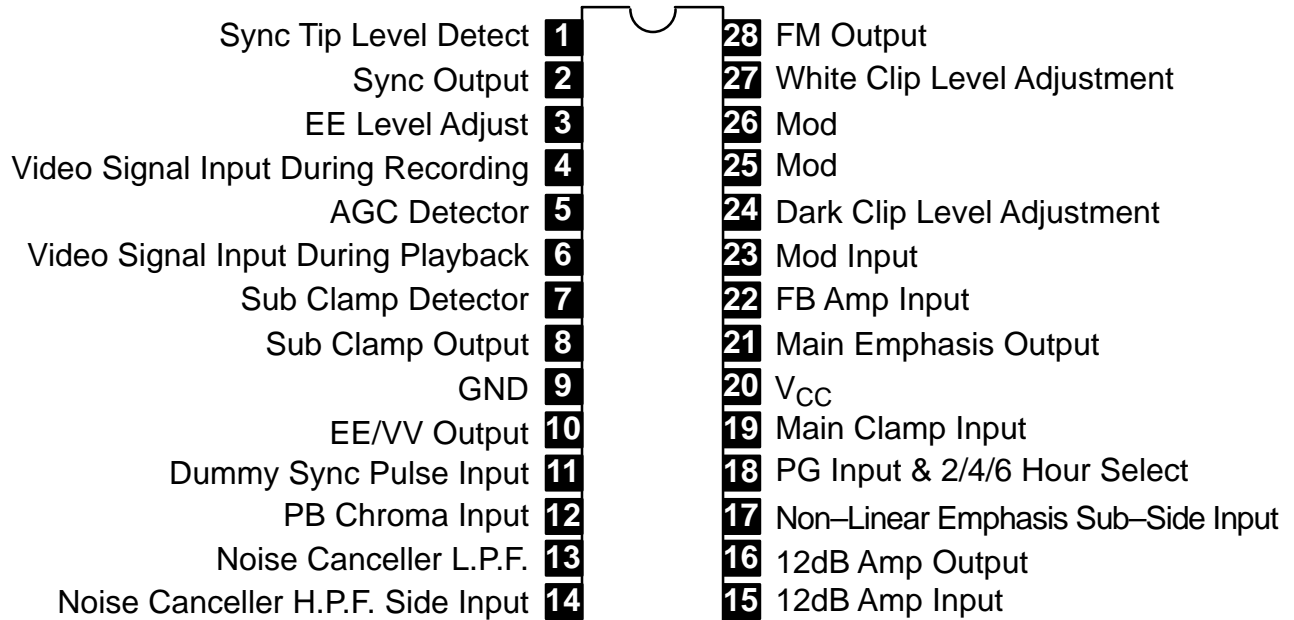 Sync Tip Level Detect 1 28 FM Output
Sync Output 2 27 White Clip Level Adjustment
EE Level Adjust 3 26 Mod
Video Signal Input During Recording 4 25 Mod
AGC Detector 5 24 Dark Clip Level Adjustment
Video Signal Input During Playback 6 23 Mod Input
Sub Clamp Detector 7 22 FB Amp Input
Sub Clamp Output 8 21 Main Emphasis Output
GND 9 20 VCC
EE/VV Output 10 19 Main Clamp Input
Dummy Sync Pulse Input 11 18 PG Input & 2/4/6 Hour Select
PB Chroma Input 12 17 Non–Linear Emphasis Sub–Side Input
Noise Canceller L.P.F. 13 16 12dB Amp Output
Noise Canceller H.P.F. Side Input 14 15 12dB Amp Input